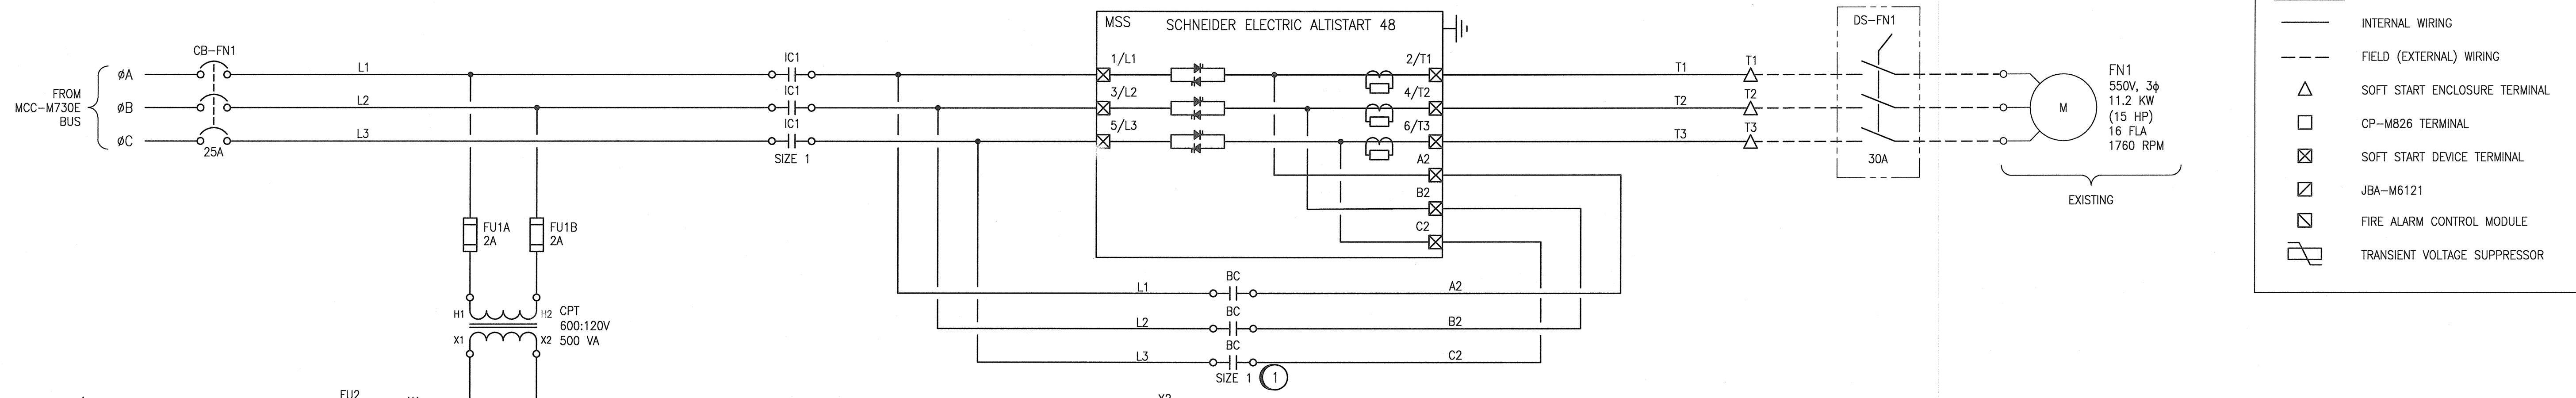 MSS SCHNEIDER ELECTRIC ALTISTART 48
DS-FN1
INTERNAL WIRING
CB-FN1
FIELD (EXTERNAL) WIRING
SOFT START ENCLOSURE TERMINAL
CP-M826 TERMINAL
SOFT START DEVICE TERMINAL
JBA-M6121
FIRE ALARM CONTROL MODULE
TRANSIENT VOLTAGE SUPPRESSOR
FROM
MCC-M730E
BUS
øA
øB
øC
25A
L1
L2
L3
IC1
IC1
IC1
SIZE 1
1/L1
3/L2
5/L3
2/T1
4/T2
6/T3
A2
B2
C2
T1
T2
T3
T1
T2
T3
30A
M
FN1
550V, 3ϕ
11.2 KW
(15 HP)
16 FLA
1760 RPM
EXISTING
FU1A
2A
FU1B
2A
H1
H2
X1
X2
CPT
600:120V
500 VA
L1
BC
A2
L2
BC
B2
L3
BC
C2
SIZE 1
1
FU2
X2